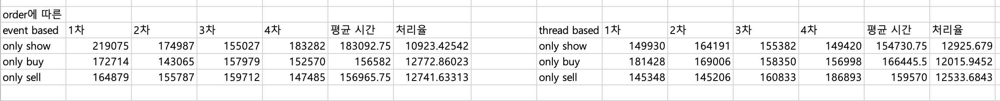 order에 따른
event based 1차 2차 3차 4차 평균 시간 처리율 thread based 1차 2차 3차 4차 평균 시간 처리율
only show 219075 174987 155027 183282 183092.75 10923.42542 only show 149930 164191 155382 149420 154730.75 12925.679
only buy 172714 143065 157979 152570 156582 12772.86023 only buy 181428 169006 158350 156998 166445.5 12015.9452
only sell 164879 155787 159712 147485 156965.75 12741.63313 only sell 145348 145206 160833 186893 159570 12533.6843